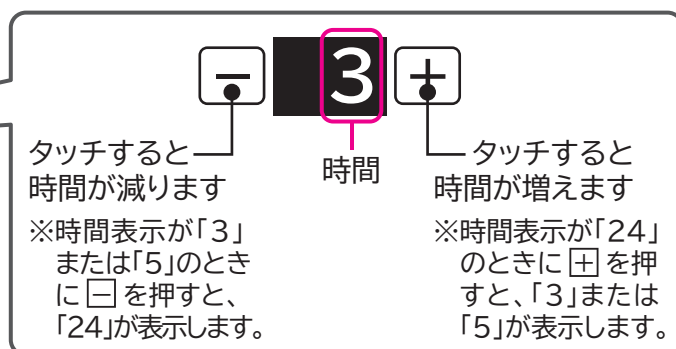 − 3 +
タッチすると
時間が減ります
※時間表示が「3」
または「5」のとき
に − を押すと、
「24」が表示します。
時間
タッチすると
時間が増えます
※時間表示が「24」
のときに + を押
すと、「3」または
「5」が表示します。